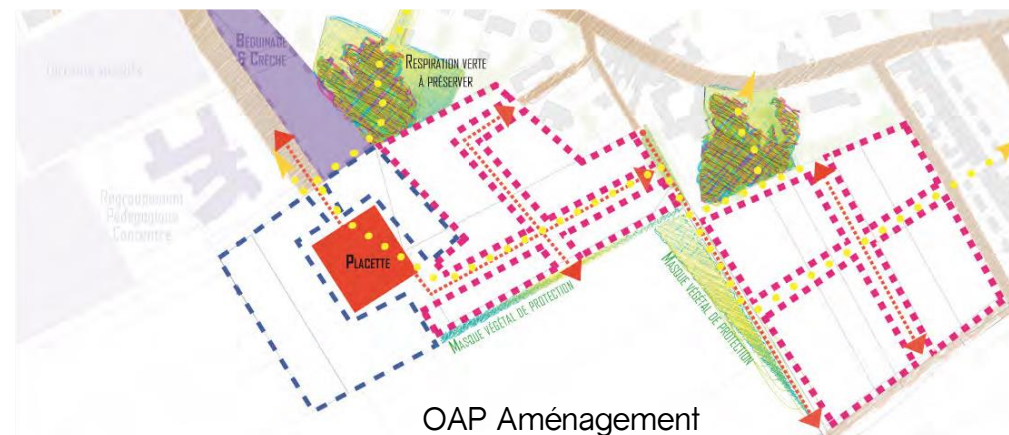 BÉGUINAGE
& CRÈCHE
RESPIRATION VERTE
À PRÉSERVER
REGROUPEMENT
PÉDAGOGIQUE
CONCENTRÉ
PLACETTE
MASQUE VÉGÉTAL DE PROTECTION
MASQUE VÉGÉTAL DE PROTECTION
OAP Aménagement